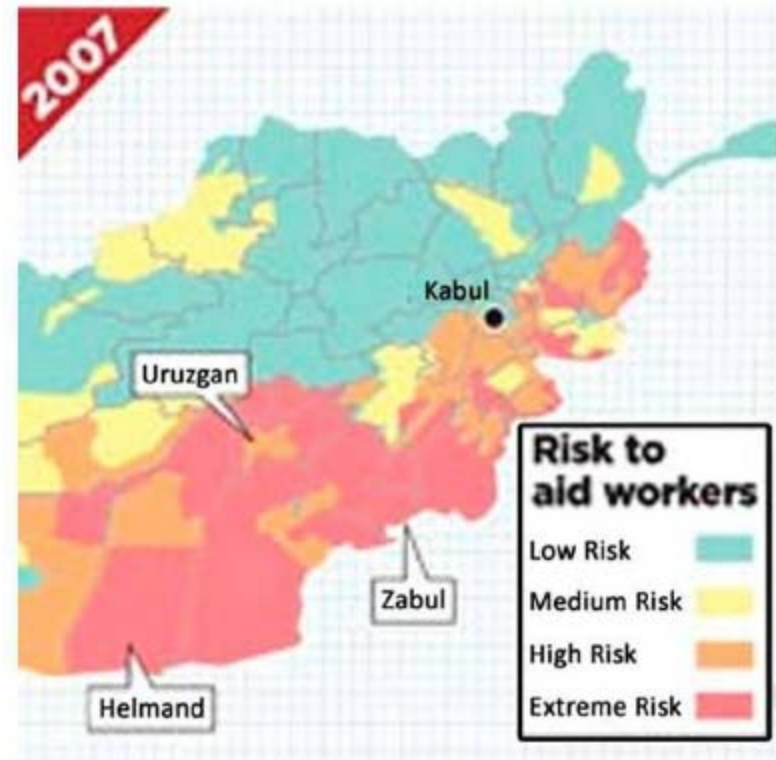 2007
Kabul
Uruzgan
Zabul
Helmand
Risk to
aid workers
Low Risk
Medium Risk
High Risk
Extreme Risk